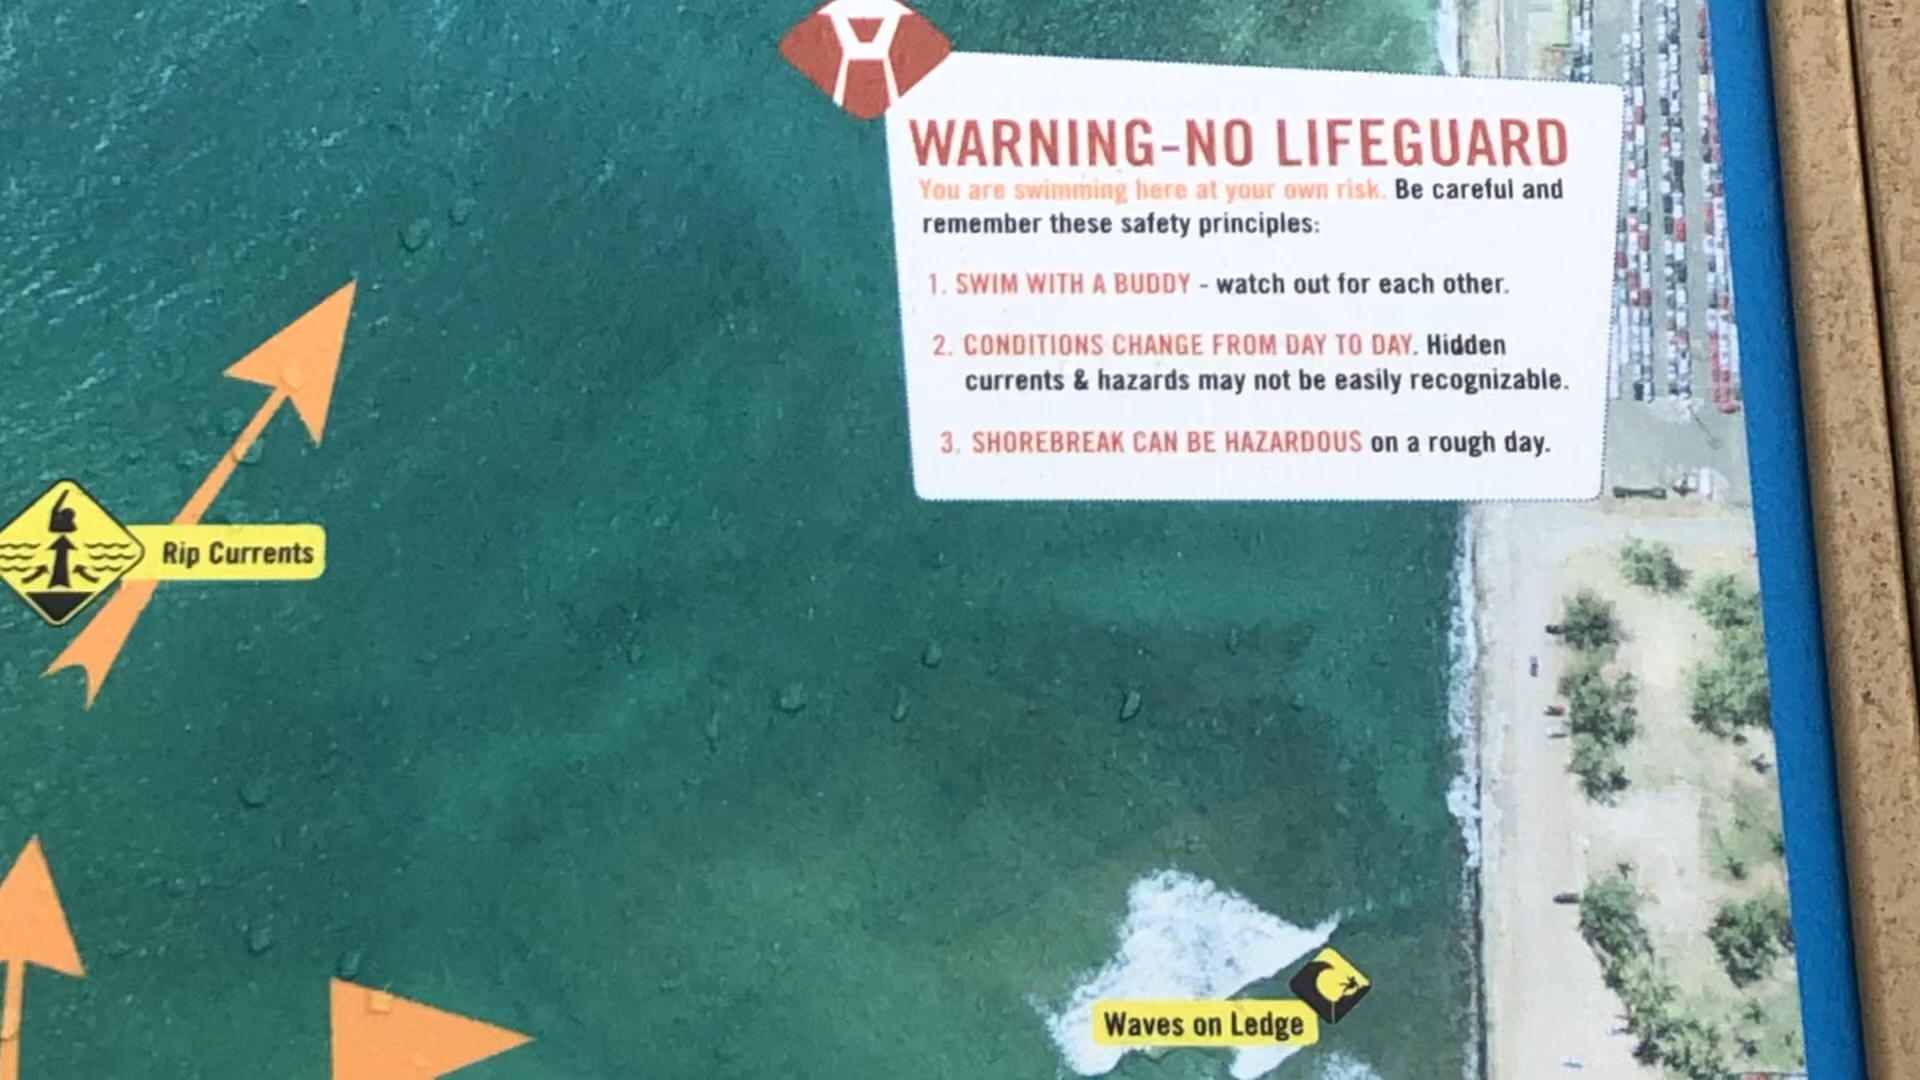 WARNING-NO LIFEGUARD
You are swimming here at your own risk. Be careful and
remember these safety principles:
1. SWIM WITH A BUDDY - watch out for each other.
2. CONDITIONS CHANGE FROM DAY TO DAY. Hidden
currents & hazards may not be easily recognizable.
3. SHOREBREAK CAN BE HAZARDOUS on a rough day.
Rip Currents
Waves on Ledge